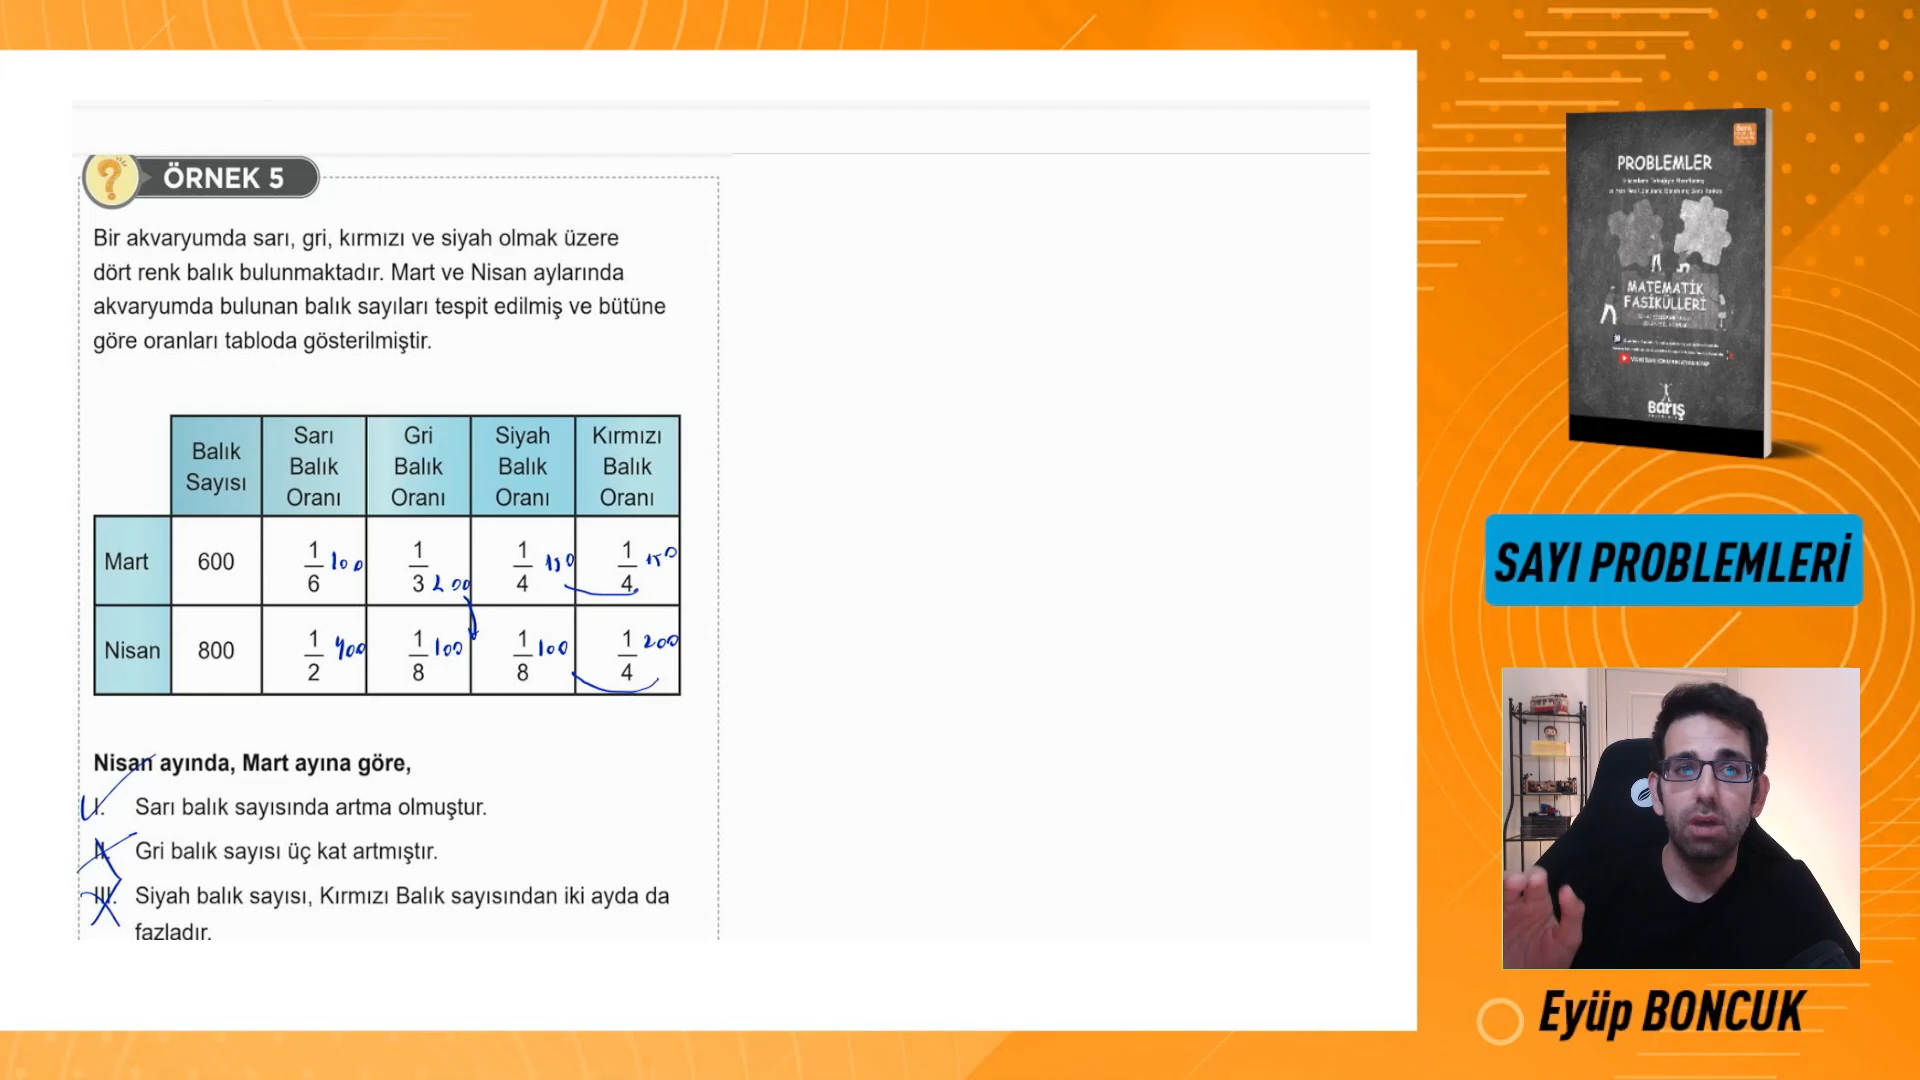 ÖRNEK 5
Bir akvaryumda sarı, gri, kırmızı ve siyah olmak üzere
dört renk balık bulunmaktadır. Mart ve Nisan aylarında
akvaryumda bulunan balık sayıları tespit edilmiş ve bütüne
göre oranları tabloda gösterilmiştir.
Balık Sayısı
Sarı Balık Oranı
Gri Balık Oranı
Siyah Balık Oranı
Kırmızı Balık Oranı
Mart 600 1/6 100 1/3 200 1/4 150 1/4 150
Nisan 800 1/2 400 1/8 100 1/8 100 1/4 200
Nisan ayında, Mart ayına göre,
I. Sarı balık sayısında artma olmuştur.
II. Gri balık sayısı üç kat artmıştır.
III. Siyah balık sayısı, Kırmızı Balık sayısından iki ayda da
fazladır.
PROBLEMLER
MATEMATİK
FASİKÜLLERİ
Barış
SAYI PROBLEMLERİ
Eyüp BONCUK